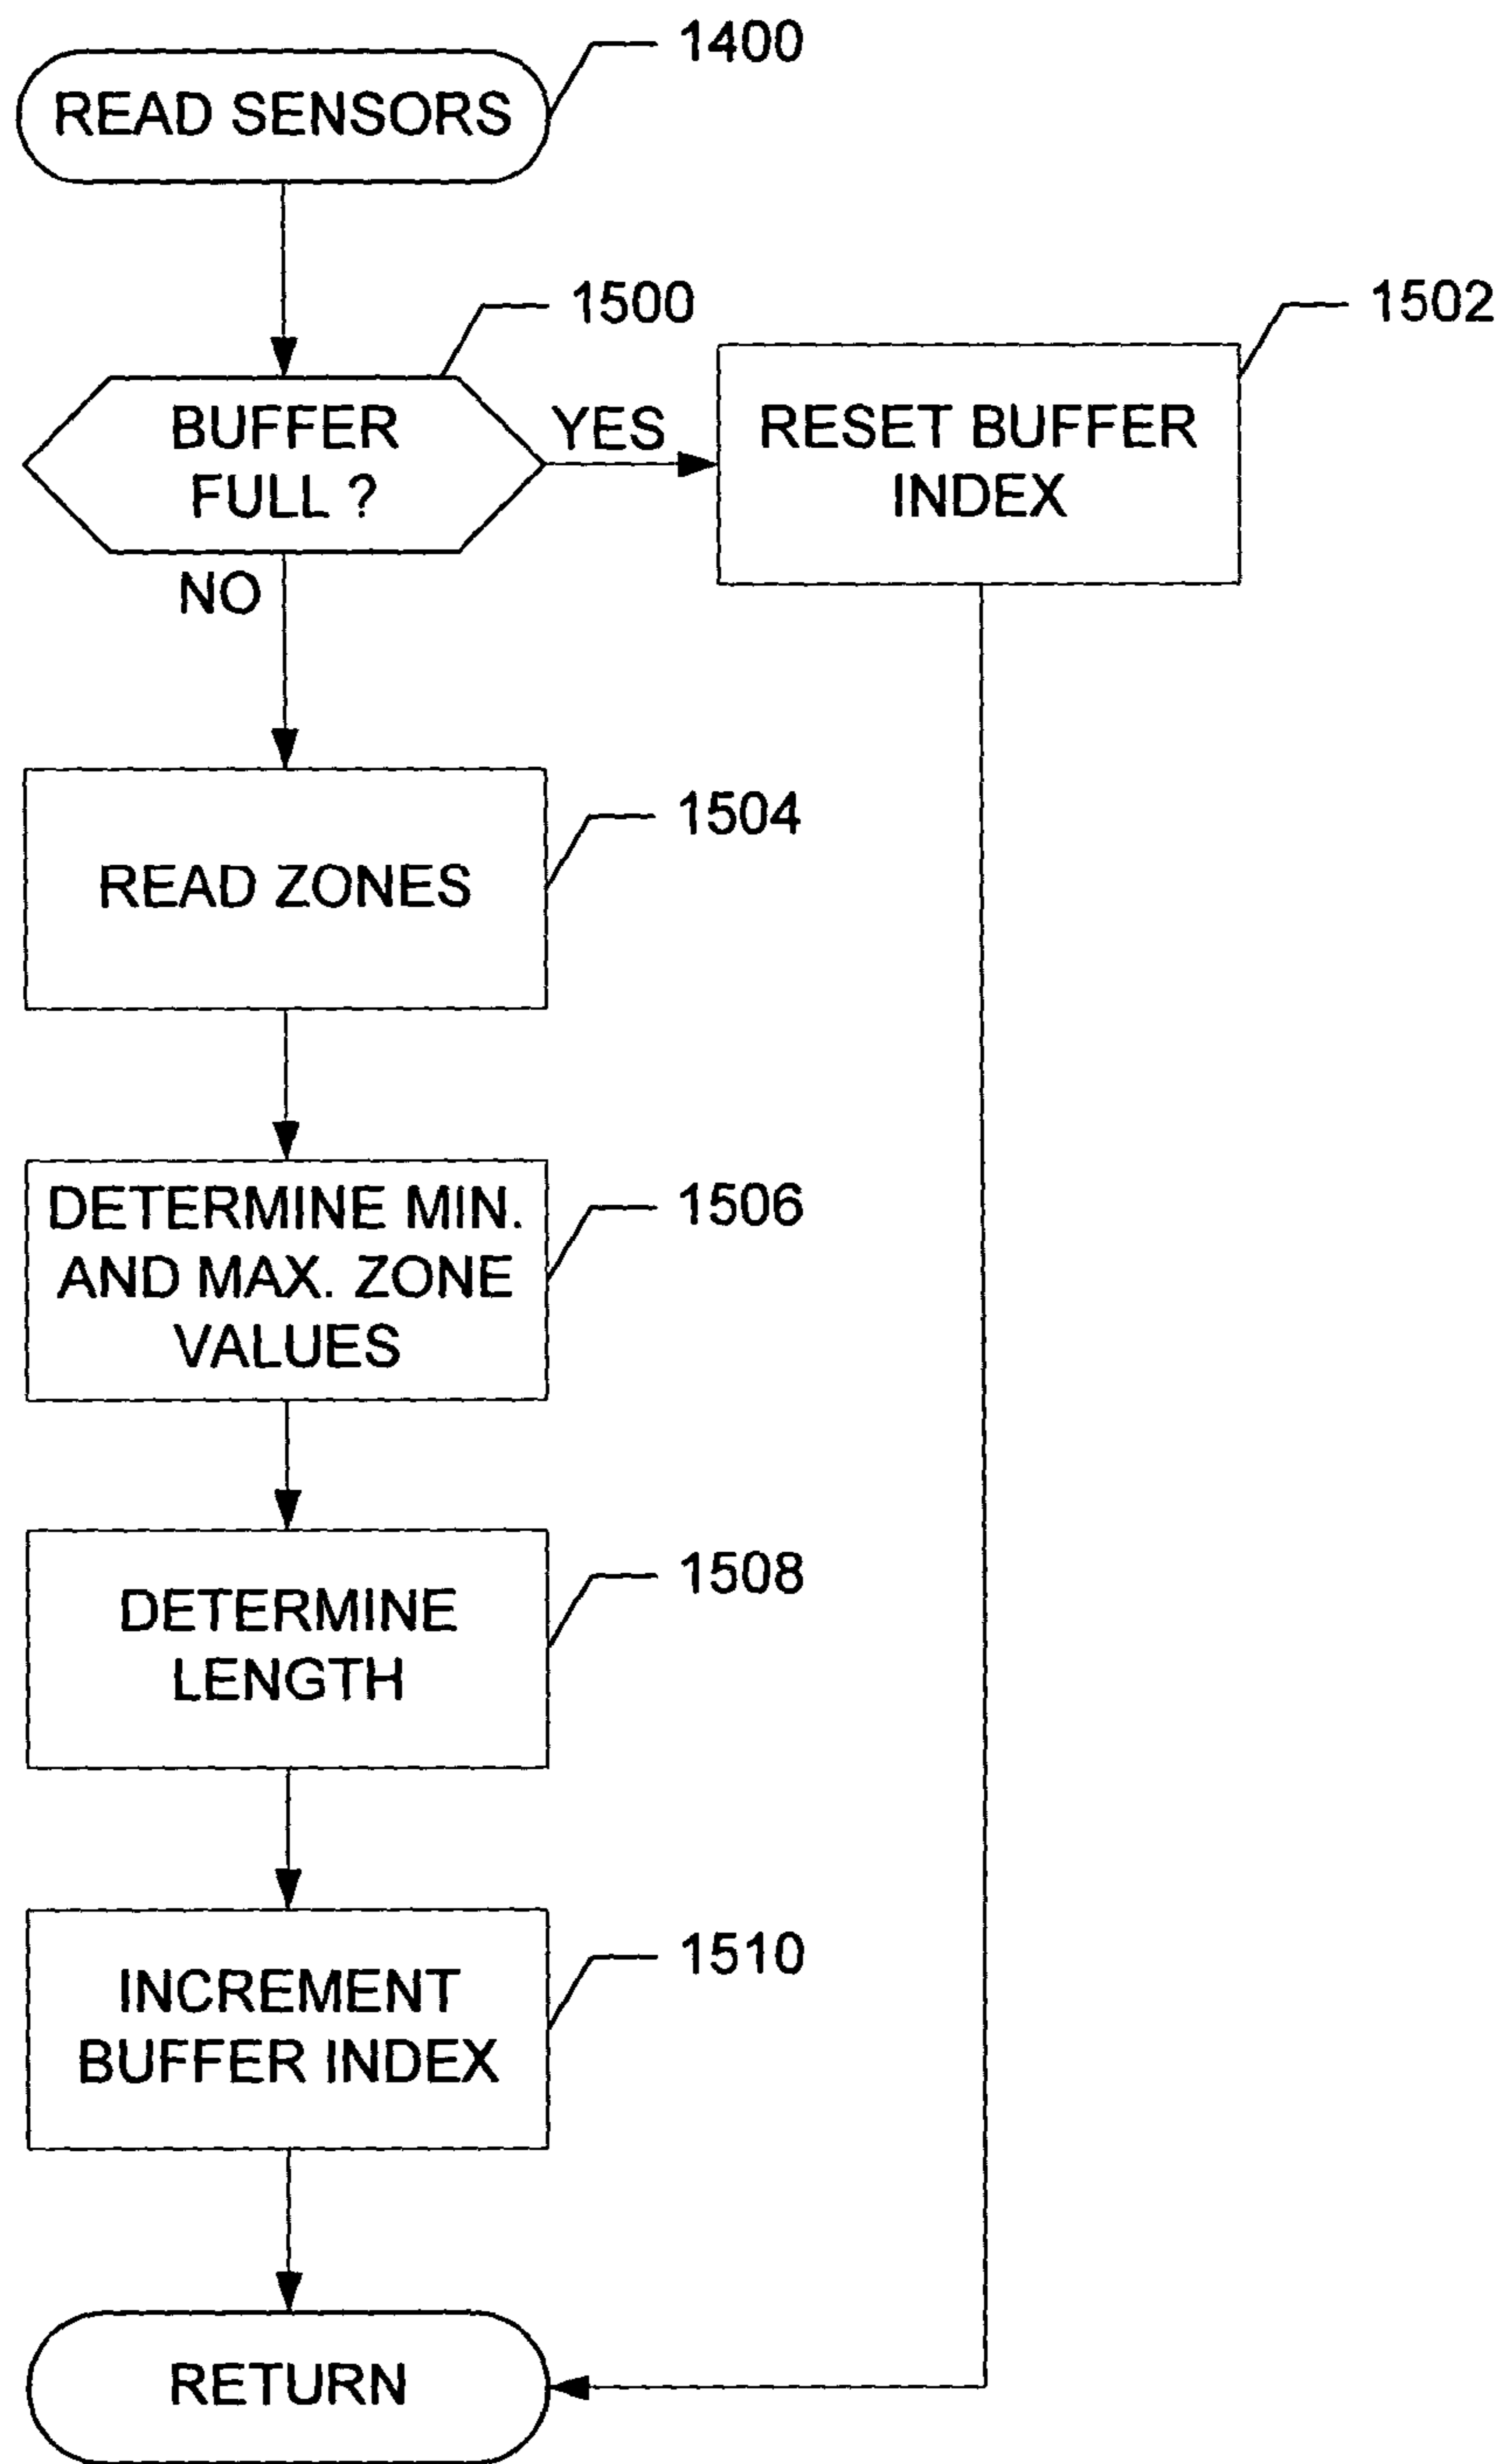 1400
READ SENSORS
1500
1502
BUFFER
FULL ?
YES
RESET BUFFER
INDEX
NO
1504
READ ZONES
1506
DETERMINE MIN.
AND MAX. ZONE
VALUES
1508
DETERMINE
LENGTH
1510
INCREMENT
BUFFER INDEX
RETURN